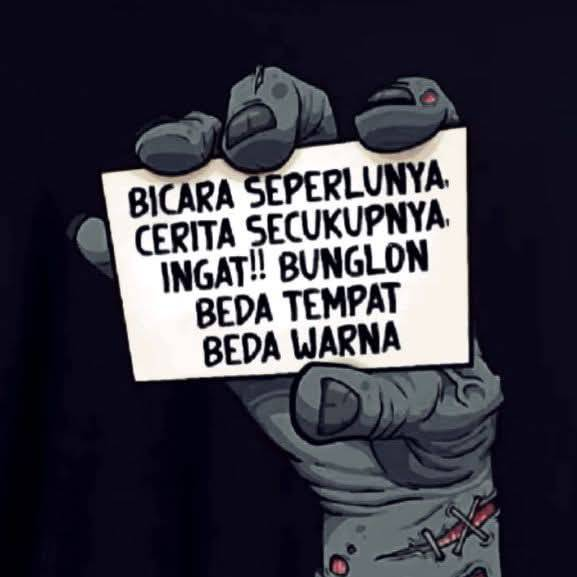 BICARA SEPERLUNYA,
CERITA SECUKUPNYA.
INGAT!! BUNGLON
BEDA TEMPAT
BEDA WARNA